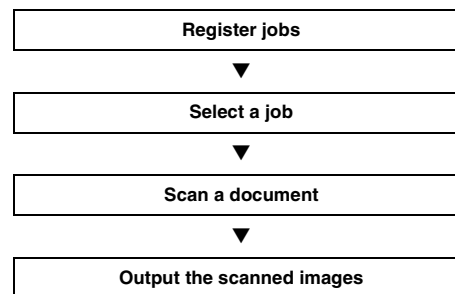 Register jobs
Select a job
Scan a document
Output the scanned images